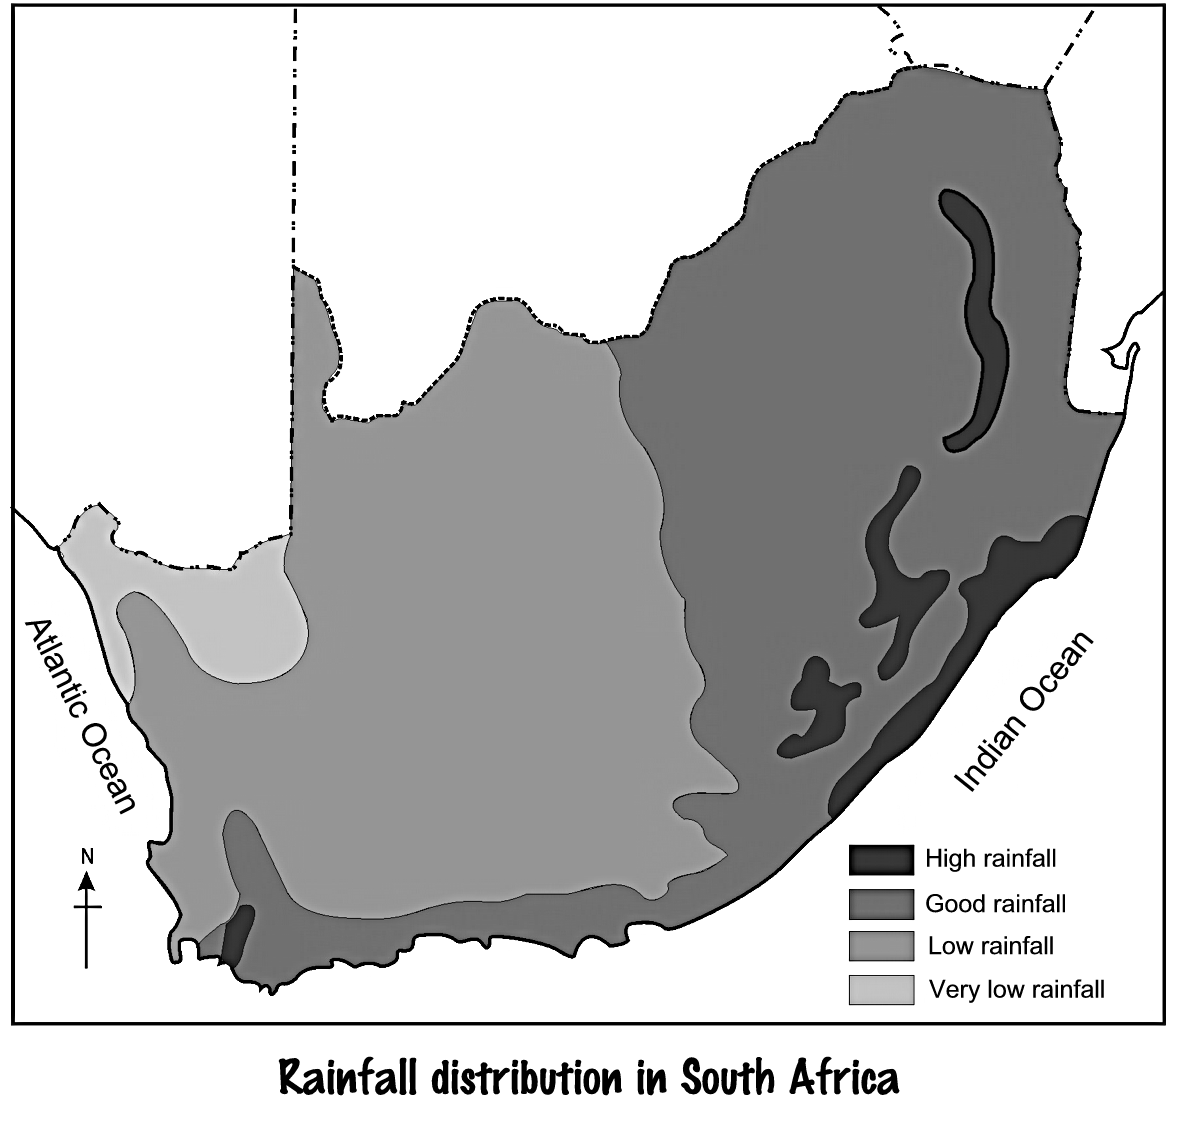 Atlantic Ocean
Indian Ocean
N
High rainfall
Good rainfall
Low rainfall
Very low rainfall
Rainfall distribution in South Africa